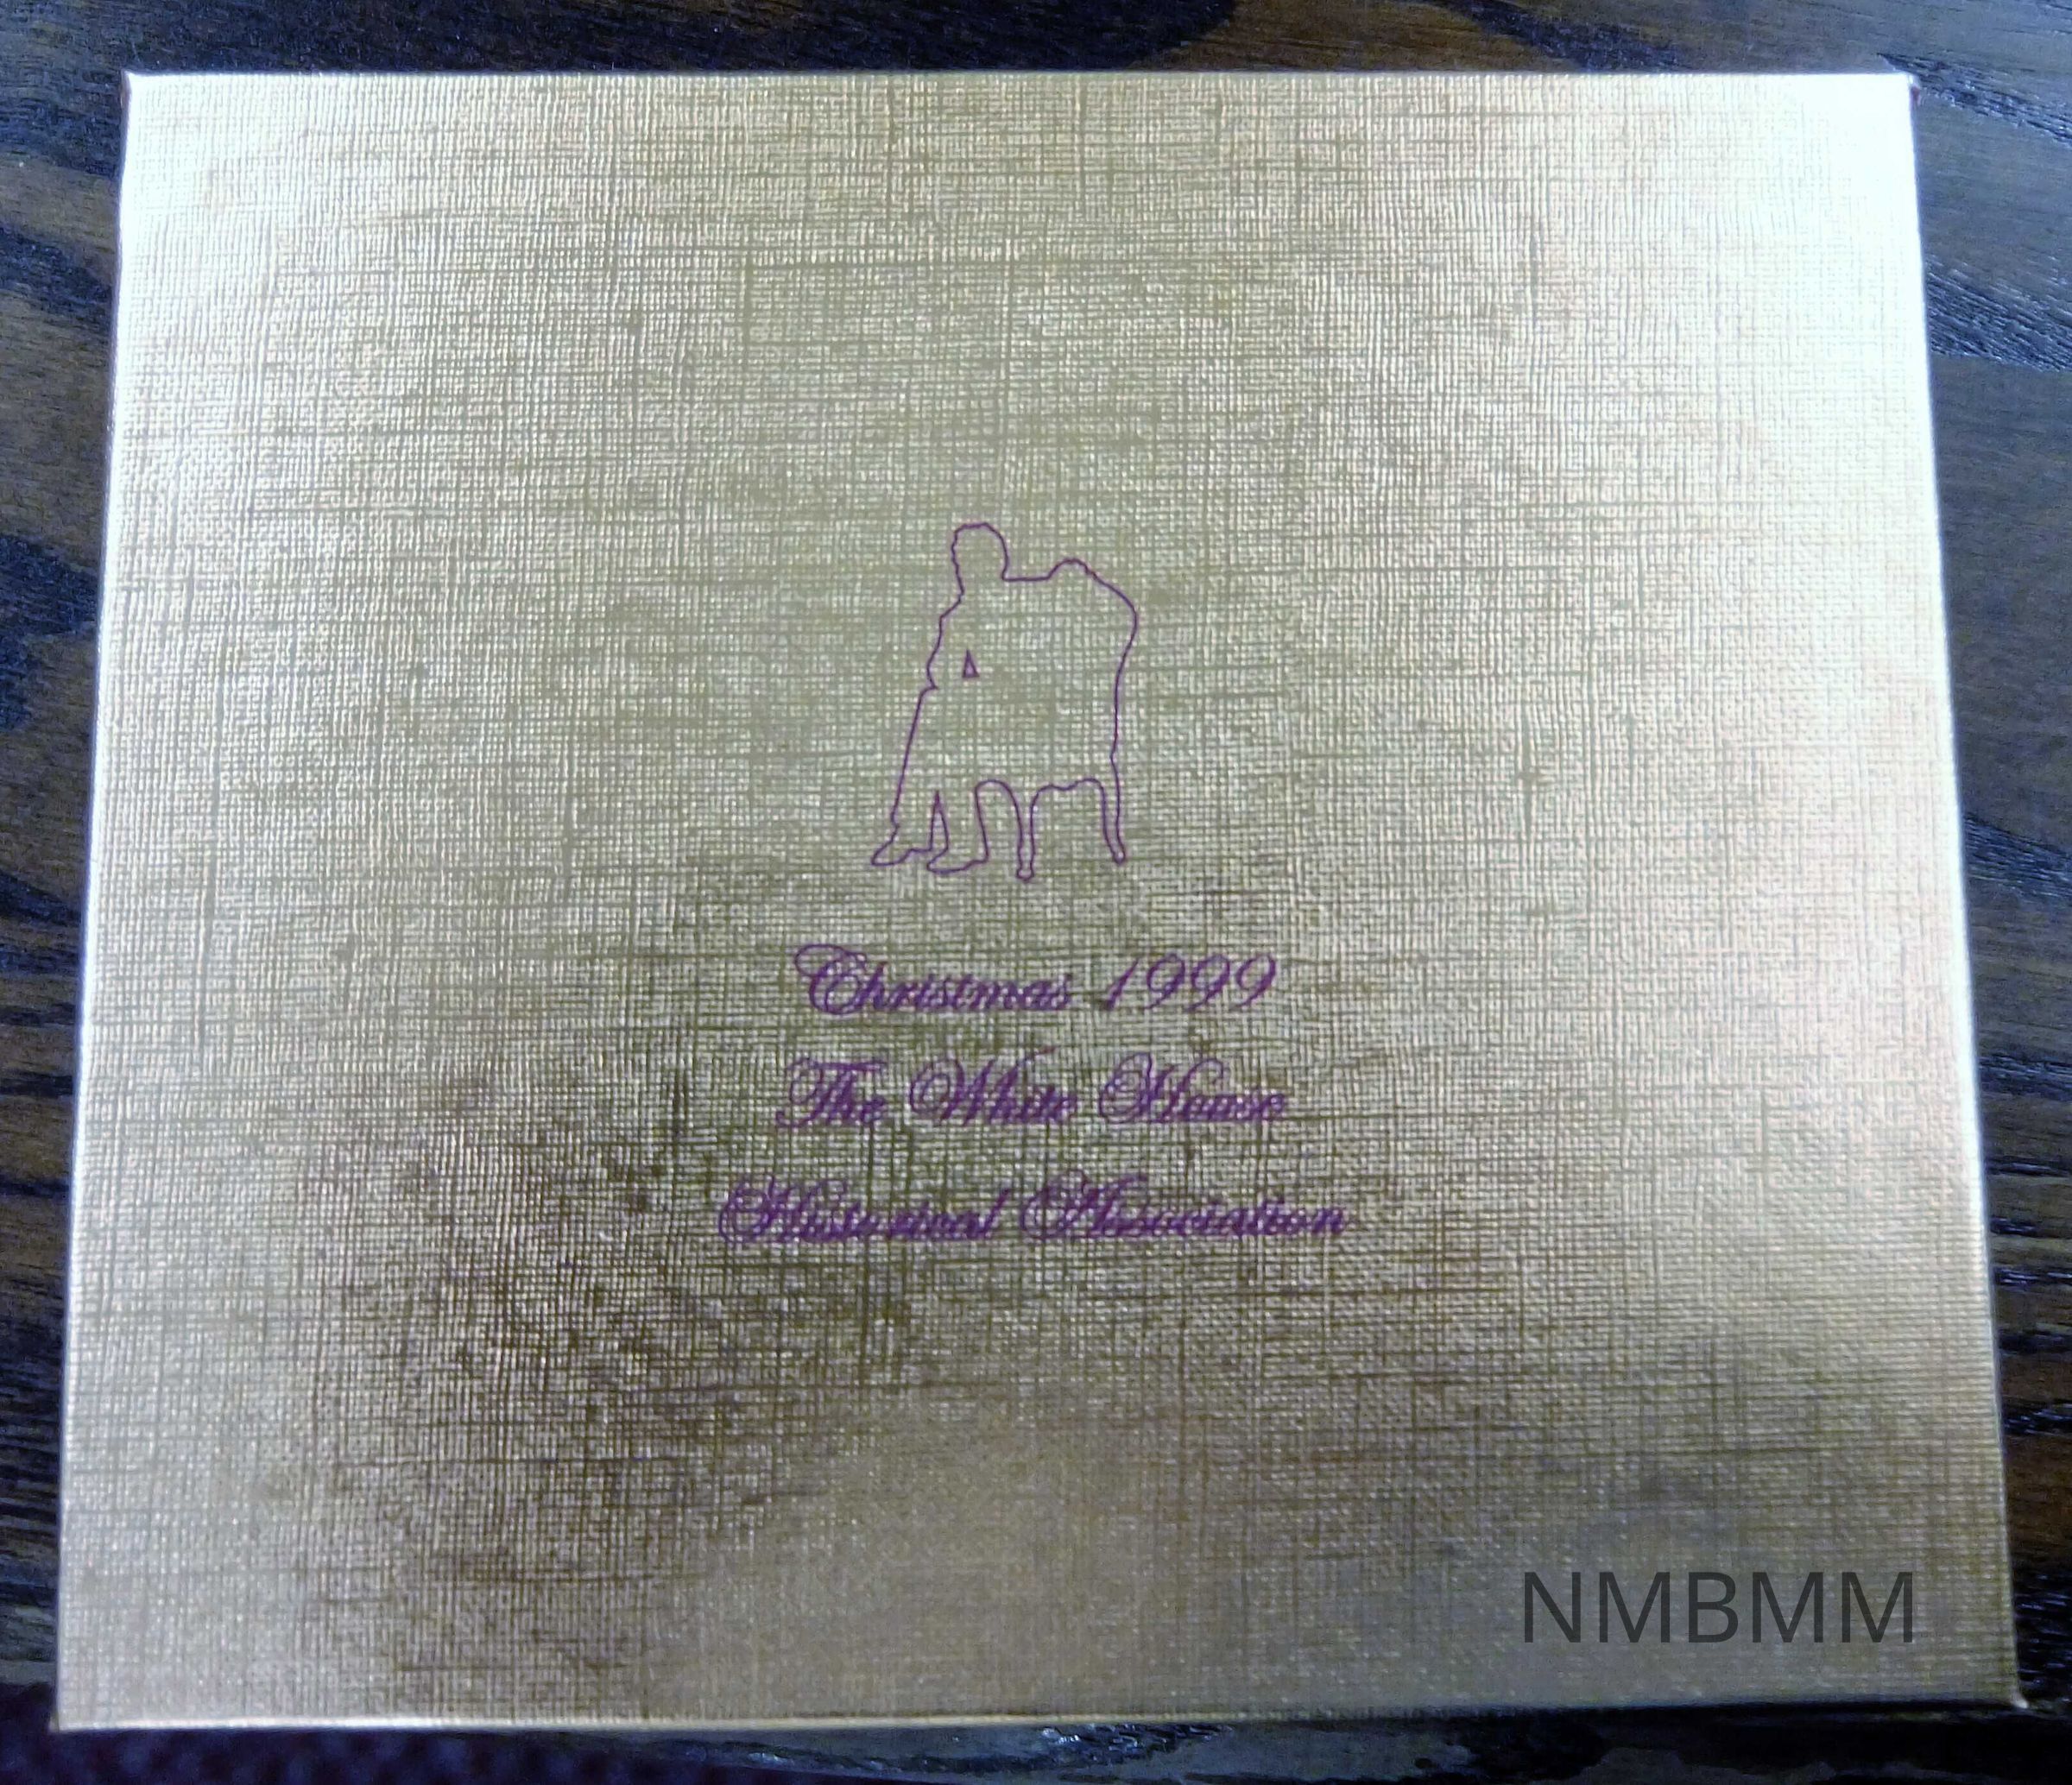 Christmas 1999
The White House
Historical Association
NMBMM